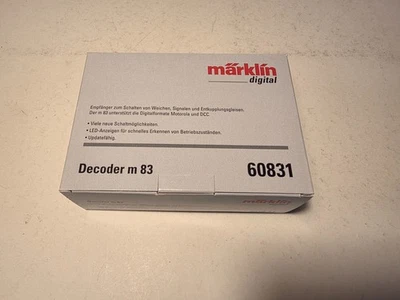 märklin
digital
Empfänger zum Schalten von Weichen, Signalen und Entkupplungsgleisen.
Der m 83 unterstützt die Digitalformate Motorola und DCC.
• Viele neue Schaltmöglichkeiten.
• LED-Anzeigen für schnelles Erkennen von Betriebszuständen.
• Updatefähig.
Decoder m 83
60831